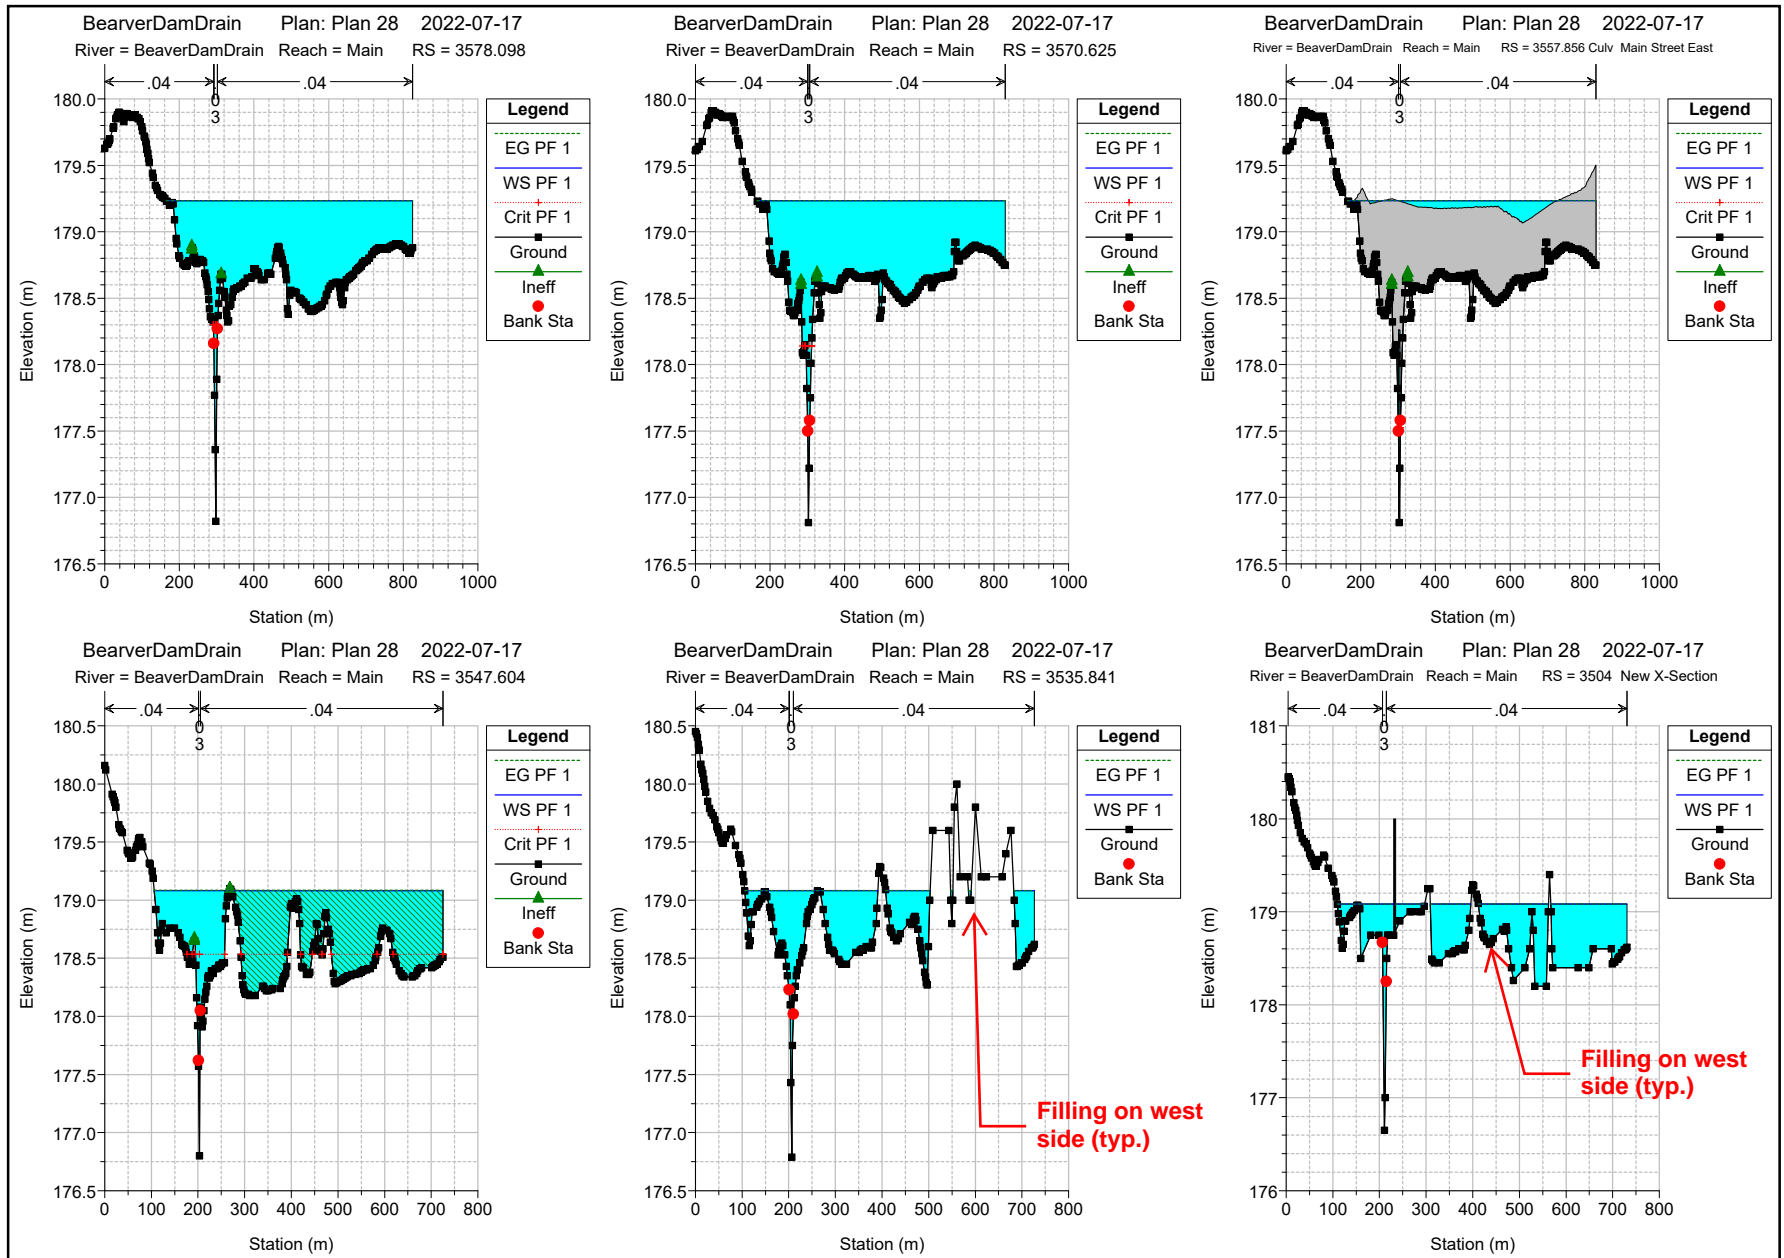 BearverDamDrain Plan: Plan 28 2022-07-17
River = BeaverDamDrain Reach = Main RS = 3578.098
.04
0
3
.04
180.0
179.5
179.0
178.5
178.0
177.5
177.0
176.5
Elevation (m)
0 200 400 600 800 1000
Station (m)
Legend
EG PF 1
WS PF 1
Crit PF 1
Ground
Ineff
Bank Sta
BearverDamDrain Plan: Plan 28 2022-07-17
River = BeaverDamDrain Reach = Main RS = 3570.625
.04
0
3
.04
180.0
179.5
179.0
178.5
178.0
177.5
177.0
176.5
Elevation (m)
0 200 400 600 800 1000
Station (m)
Legend
EG PF 1
WS PF 1
Crit PF 1
Ground
Ineff
Bank Sta
BearverDamDrain Plan: Plan 28 2022-07-17
River = BeaverDamDrain Reach = Main RS = 3557.856 Culv Main Street East
.04
0
3
.04
180.0
179.5
179.0
178.5
178.0
177.5
177.0
176.5
Elevation (m)
0 200 400 600 800 1000
Station (m)
Legend
EG PF 1
WS PF 1
Crit PF 1
Ground
Ineff
Bank Sta
BearverDamDrain Plan: Plan 28 2022-07-17
River = BeaverDamDrain Reach = Main RS = 3547.604
.04
0
3
.04
180.5
180.0
179.5
179.0
178.5
178.0
177.5
177.0
176.5
Elevation (m)
0 100 200 300 400 500 600 700 800
Station (m)
Legend
EG PF 1
WS PF 1
Crit PF 1
Ground
Ineff
Bank Sta
BearverDamDrain Plan: Plan 28 2022-07-17
River = BeaverDamDrain Reach = Main RS = 3535.841
.04
0
3
.04
180.5
180.0
179.5
179.0
178.5
178.0
177.5
177.0
176.5
Elevation (m)
0 100 200 300 400 500 600 700 800
Station (m)
Legend
EG PF 1
WS PF 1
Ground
Bank Sta
Filling on west
side (typ.)
BearverDamDrain Plan: Plan 28 2022-07-17
River = BeaverDamDrain Reach = Main RS = 3504 New X-Section
.04
0
3
.04
181
180
179
178
177
176
Elevation (m)
0 100 200 300 400 500 600 700 800
Station (m)
Legend
EG PF 1
WS PF 1
Ground
Bank Sta
Filling on west
side (typ.)